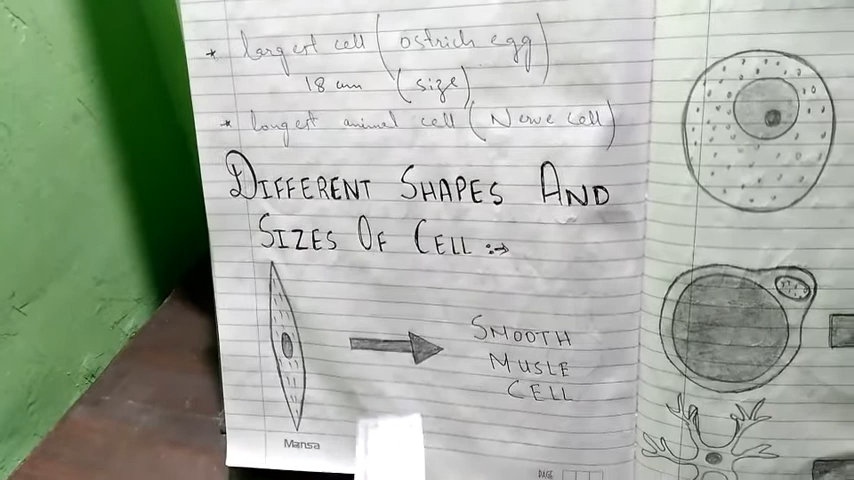 * largest cell (ostrich egg)
18 cm (size)
* longest animal cell (Nerve cell)
DIFFERENT SHAPES AND
SIZES OF CELL :→
SMOOTH
MUSLE
CELL
Mansa
DATE